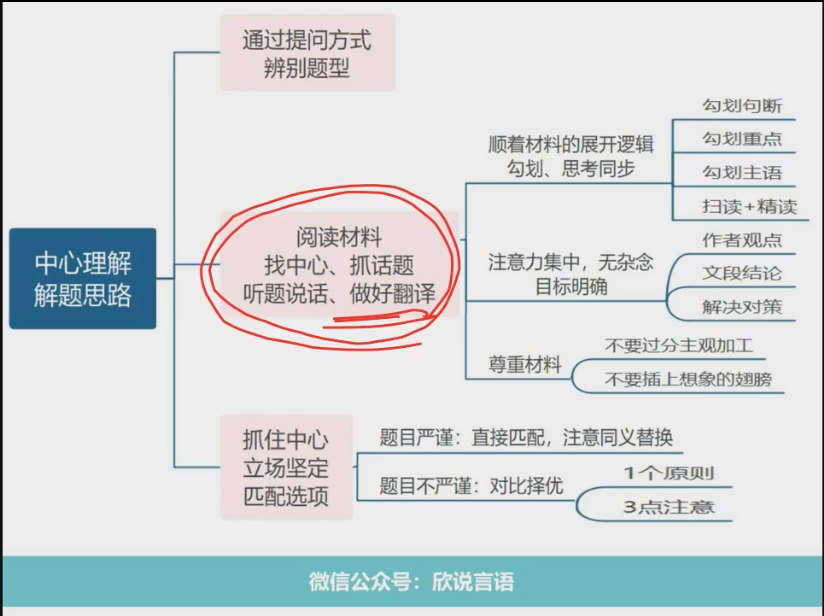 通过提问方式
辨别题型
中心理解
解题思路
阅读材料
找中心、抓话题
听题说话、做好翻译
顺着材料的展开逻辑
勾划、思考同步
勾划句断
勾划重点
勾划主语
扫读+精读
注意力集中，无杂念
目标明确
作者观点
文段结论
解决对策
尊重材料
不要过分主观加工
不要插上想象的翅膀
抓住中心
立场坚定
匹配选项
题目严谨：直接匹配，注意同义替换
题目不严谨：对比择优
1个原则
3点注意
微信公众号：欣说言语